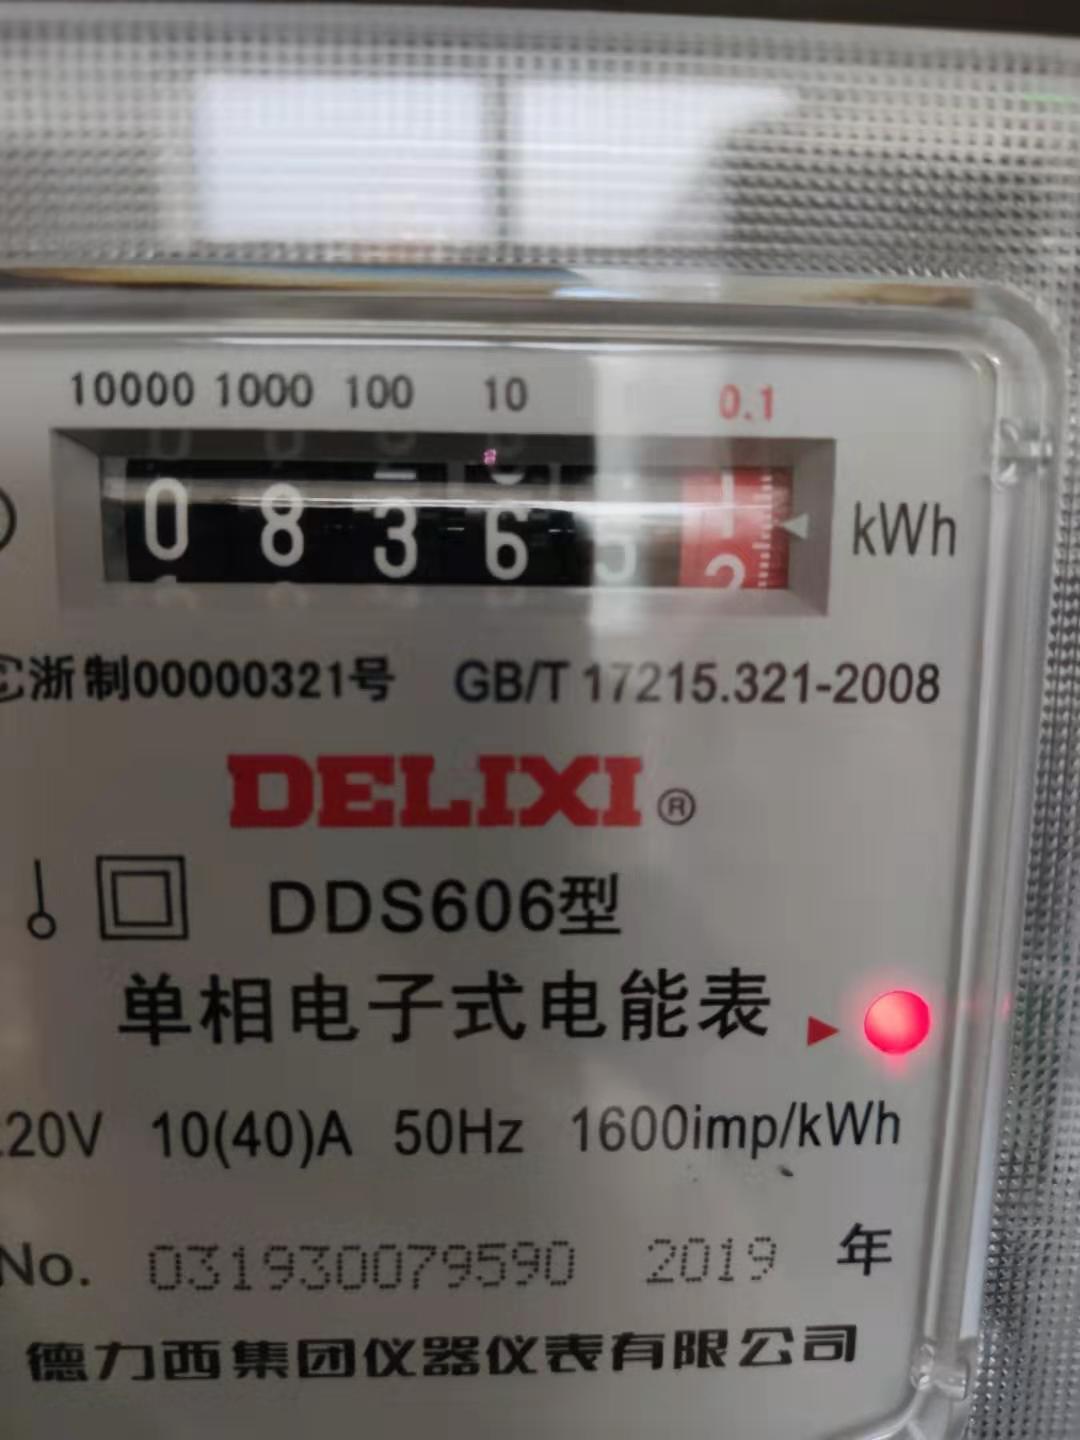 10000 1000 100 10 0.1
0 8 3 6 5 1 kWh
2
浙制00000321号 GB/T 17215.321-2008
DELIXI ®
DDS606型
单相电子式电能表
20V 10(40)A 50Hz 1600imp/kWh
No. 031930079590 2019 年
德力西集团仪器仪表有限公司